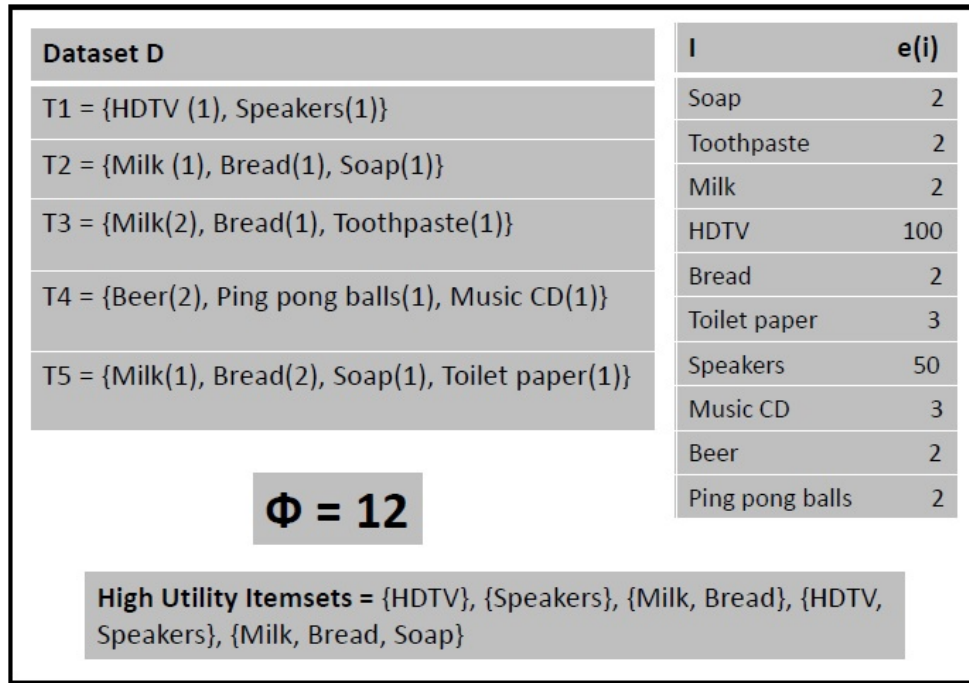 Dataset D
T1 = {HDTV (1), Speakers(1)}
T2 = {Milk (1), Bread(1), Soap(1)}
T3 = {Milk(2), Bread(1), Toothpaste(1)}
T4 = {Beer(2), Ping pong balls(1), Music CD(1)}
T5 = {Milk(1), Bread(2), Soap(1), Toilet paper(1)}
I e(i)
Soap 2
Toothpaste 2
Milk 2
HDTV 100
Bread 2
Toilet paper 3
Speakers 50
Music CD 3
Beer 2
Ping pong balls 2
Φ = 12
High Utility Itemsets = {HDTV}, {Speakers}, {Milk, Bread}, {HDTV,
Speakers}, {Milk, Bread, Soap}